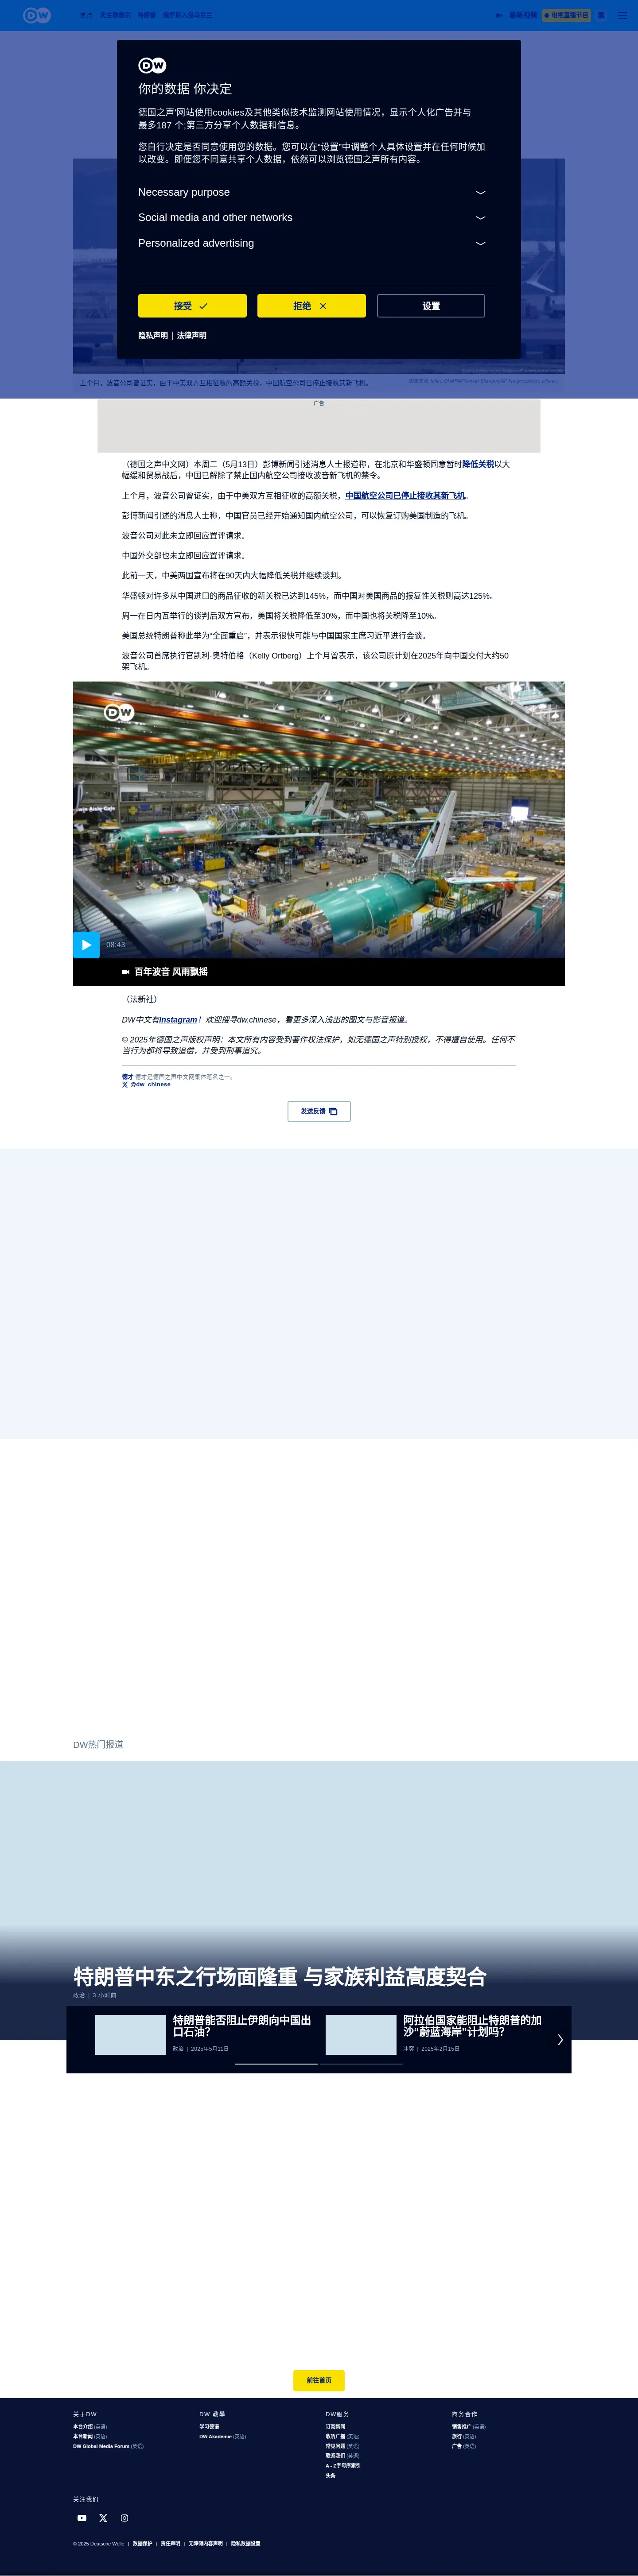 DW
天主教教宗
特朗普
俄罗斯入侵乌克兰
最新视频
电视直播节目
DW
你的数据 你决定
德国之声'网站使用cookies及其他类似技术监测网站使用情况，显示个人化广告并与
最多187 个;第三方分享个人数据和信息。
您自行决定是否同意使用您的数据。您可以在“设置”中调整个人具体设置并在任何时候加
以改变。即便您不同意共享个人数据，依然可以浏览德国之声所有内容。
Necessary purpose
Social media and other networks
Personalized advertising
接受
拒绝
设置
隐私声明 | 法律声明
上个月，波音公司曾证实，由于中美双方互相征收的高额关税，中国航空公司已停止接收其新飞机。
广告
（德国之声中文网）本周二（5月13日）彭博新闻引述消息人士报道称，在北京和华盛顿同意暂时降低关税以大
幅缓和贸易战后，中国已解除了禁止国内航空公司接收波音新飞机的禁令。
上个月，波音公司曾证实，由于中美双方互相征收的高额关税，中国航空公司已停止接收其新飞机。
彭博新闻引述的消息人士称，中国官员已经开始通知国内航空公司，可以恢复订购美国制造的飞机。
波音公司对此未立即回应置评请求。
中国外交部也未立即回应置评请求。
此前一天，中美两国宣布将在90天内大幅降低关税并继续谈判。
华盛顿对许多从中国进口的商品征收的新关税已达到145%，而中国对美国商品的报复性关税则高达125%。
周一在日内瓦举行的谈判后双方宣布，美国将关税降低至30%，而中国也将关税降至10%。
美国总统特朗普称此举为“全面重启”，并表示很快可能与中国国家主席习近平进行会谈。
波音公司首席执行官凯利·奥特伯格（Kelly Ortberg）上个月曾表示，该公司原计划在2025年向中国交付大约50
架飞机。
DW
08:43
百年波音 风雨飘摇
（法新社）
DW中文有Instagram！欢迎搜寻dw.chinese，看更多深入浅出的图文与影音报道。
© 2025年德国之声版权声明：本文所有内容受到著作权法保护，如无德国之声特别授权，不得擅自使用。任何不
当行为都将导致追偿，并受到刑事追究。
德才 德才是德国之声中文网集体笔名之一。
@dw_chinese
发送反馈
DW热门报道
特朗普中东之行场面隆重 与家族利益高度契合
政治 | 3 小时前
特朗普能否阻止伊朗向中国出
口石油？
政治 | 2025年5月11日
阿拉伯国家能阻止特朗普的加
沙“蔚蓝海岸”计划吗？
冲突 | 2025年2月15日
前往首页
关于DW
本台介绍 (英语)
本台新闻 (英语)
DW Global Media Forum (英语)
DW 教學
学习德语
DW Akademie (英语)
DW服务
订阅新闻
收听广播 (英语)
常见问题 (英语)
联系我们 (英语)
A - Z字母序索引
头条
商务合作
销售推广 (英语)
旅行 (英语)
广告 (英语)
关注我们
© 2025 Deutsche Welle | 数据保护 | 责任声明 | 无障碍内容声明 | 隐私数据设置